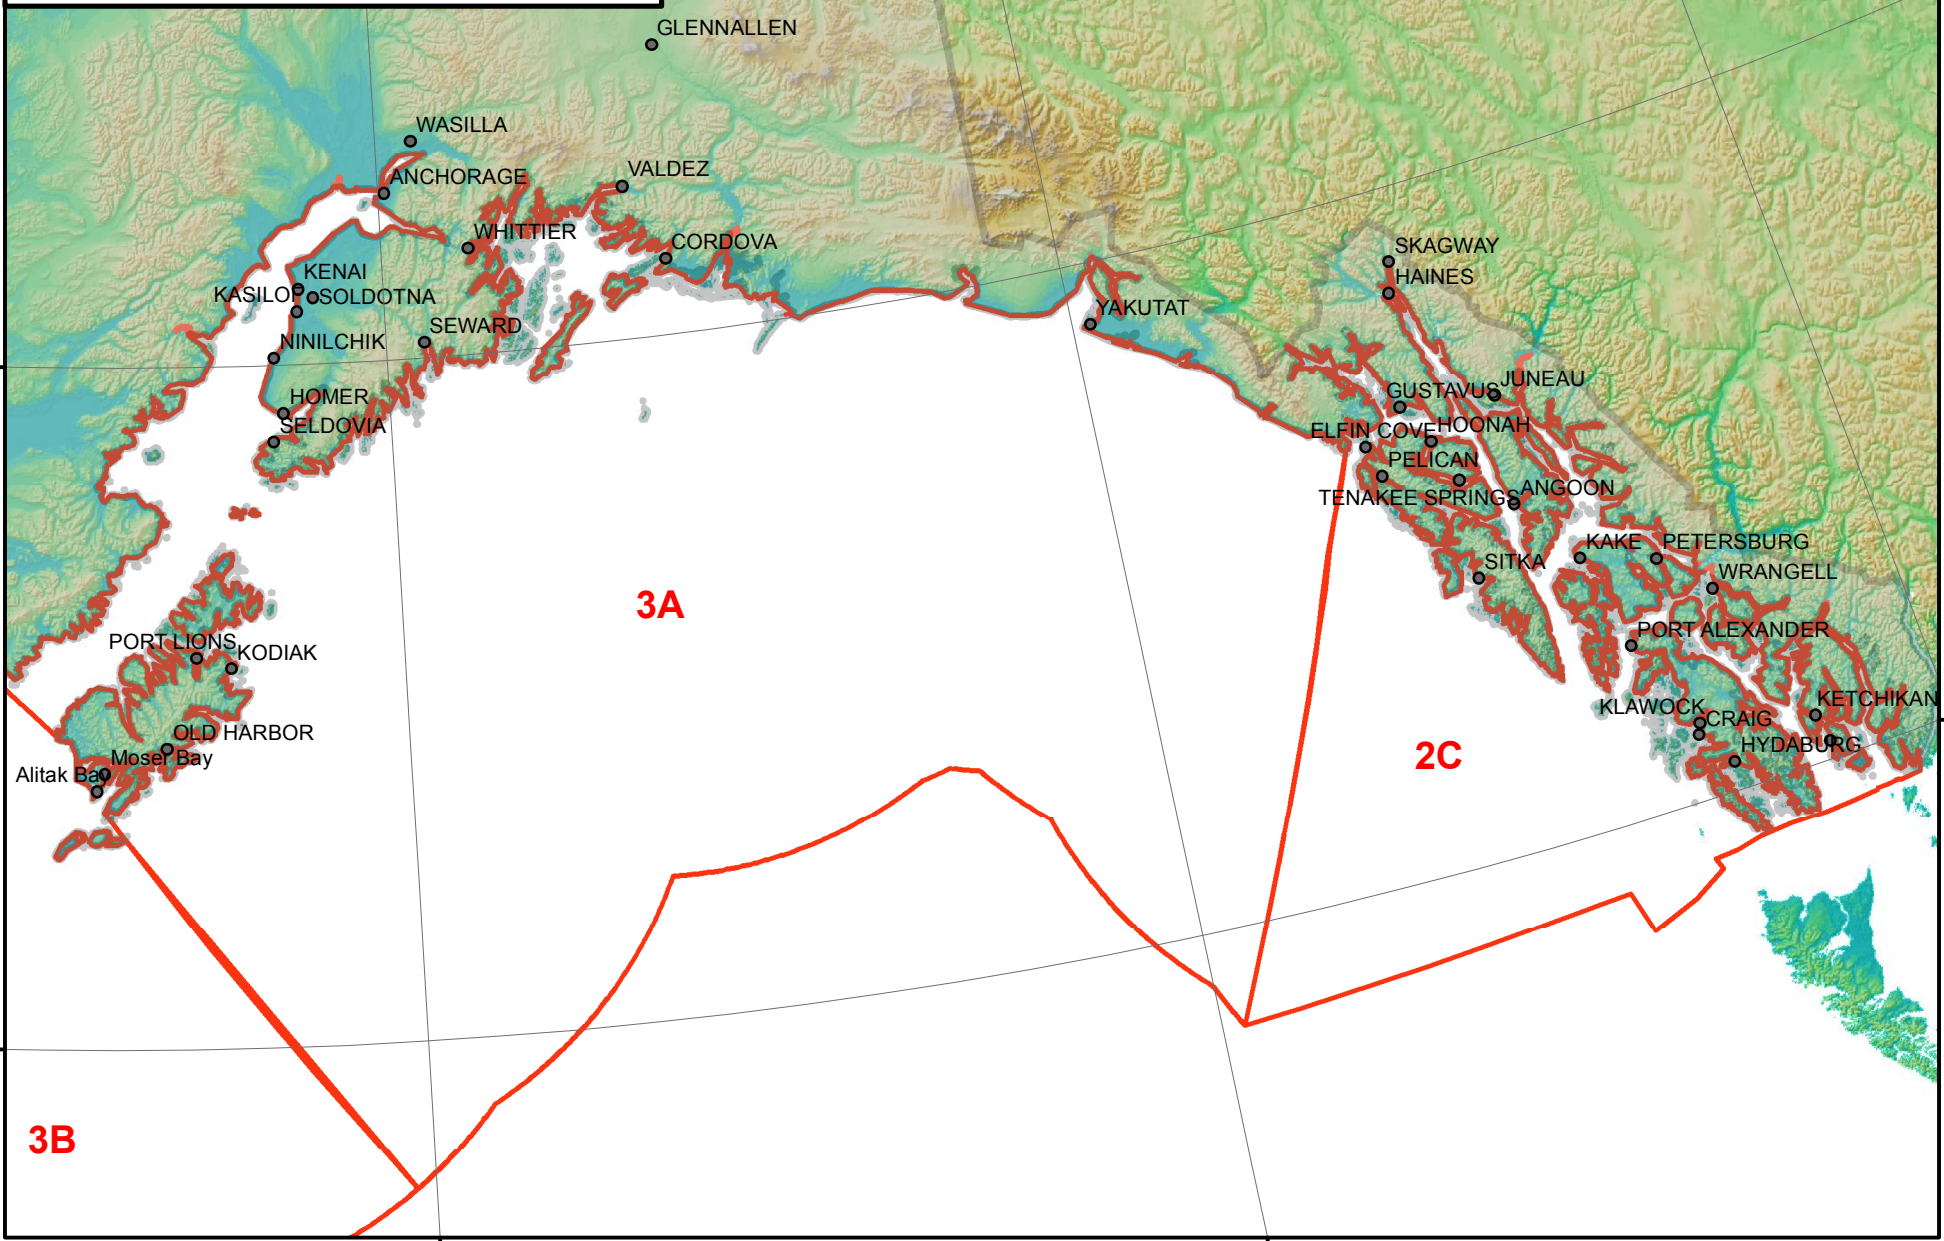 GLENNALLEN
WASILLA
VALDEZ
ANCHORAGE
WHITTIER
CORDOVA
SKAGWAY
HAINES
KENAI
KASILOF
SOLDOTNA
YAKUTAT
SEWARD
NINILCHIK
JUNEAU
GUSTAVUS
HOMER
SELDOVIA
ELFIN COVE
HOONAH
PELICAN
TENAKEE SPRINGS
ANGOON
KAKE
PETERSBURG
SITKA
WRANGELL
3A
PORT LIONS
KODIAK
PORT ALEXANDER
KETCHIKAN
KLAWOCK
CRAIG
OLD HARBOR
HYDABURG
Moser Bay
2C
Alitak Bay
3B